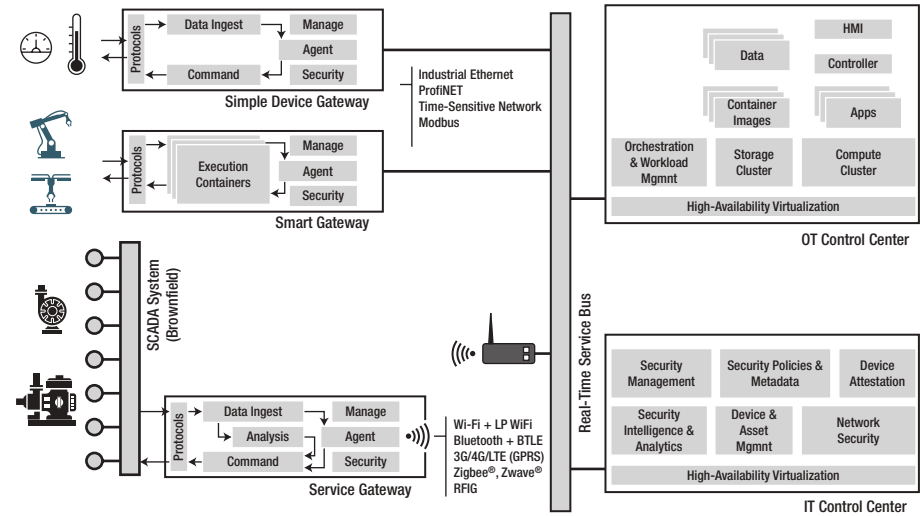 Protocols
Data Ingest
Command
Manage
Agent
Security
Simple Device Gateway
Industrial Ethernet
ProfiNET
Time-Sensitive Network
Modbus
Protocols
Execution
Containers
Manage
Agent
Security
Smart Gateway
SCADA System
(Brownfield)
Protocols
Data Ingest
Analysis
Command
Manage
Agent
Security
Service Gateway
Wi-Fi + LP WiFi
Bluetooth + BTLE
3G/4G/LTE (GPRS)
Zigbee®, Zwave®
RFIG
Real-Time Service Bus
Data
HMI
Controller
Container
Images
Apps
Orchestration
& Workload
Mgmnt
Storage
Cluster
Compute
Cluster
High-Availability Virtualization
OT Control Center
Security
Management
Security Policies &
Metadata
Device
Attestation
Security
Intelligence &
Analytics
Device &
Asset
Mgmnt
Network
Security
High-Availability Virtualization
IT Control Center